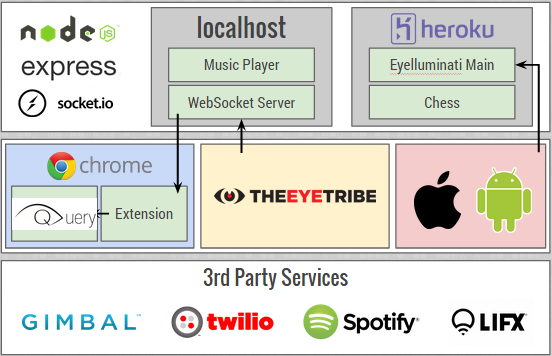 node
JS
localhost
heroku
Music Player
Eyelluminati Main
express
socket.io
WebSocket Server
Chess
chrome
THEEYETRIBE
Query
Extension
3rd Party Services
GIMBAL™
twilio
Spotify®
LIFX